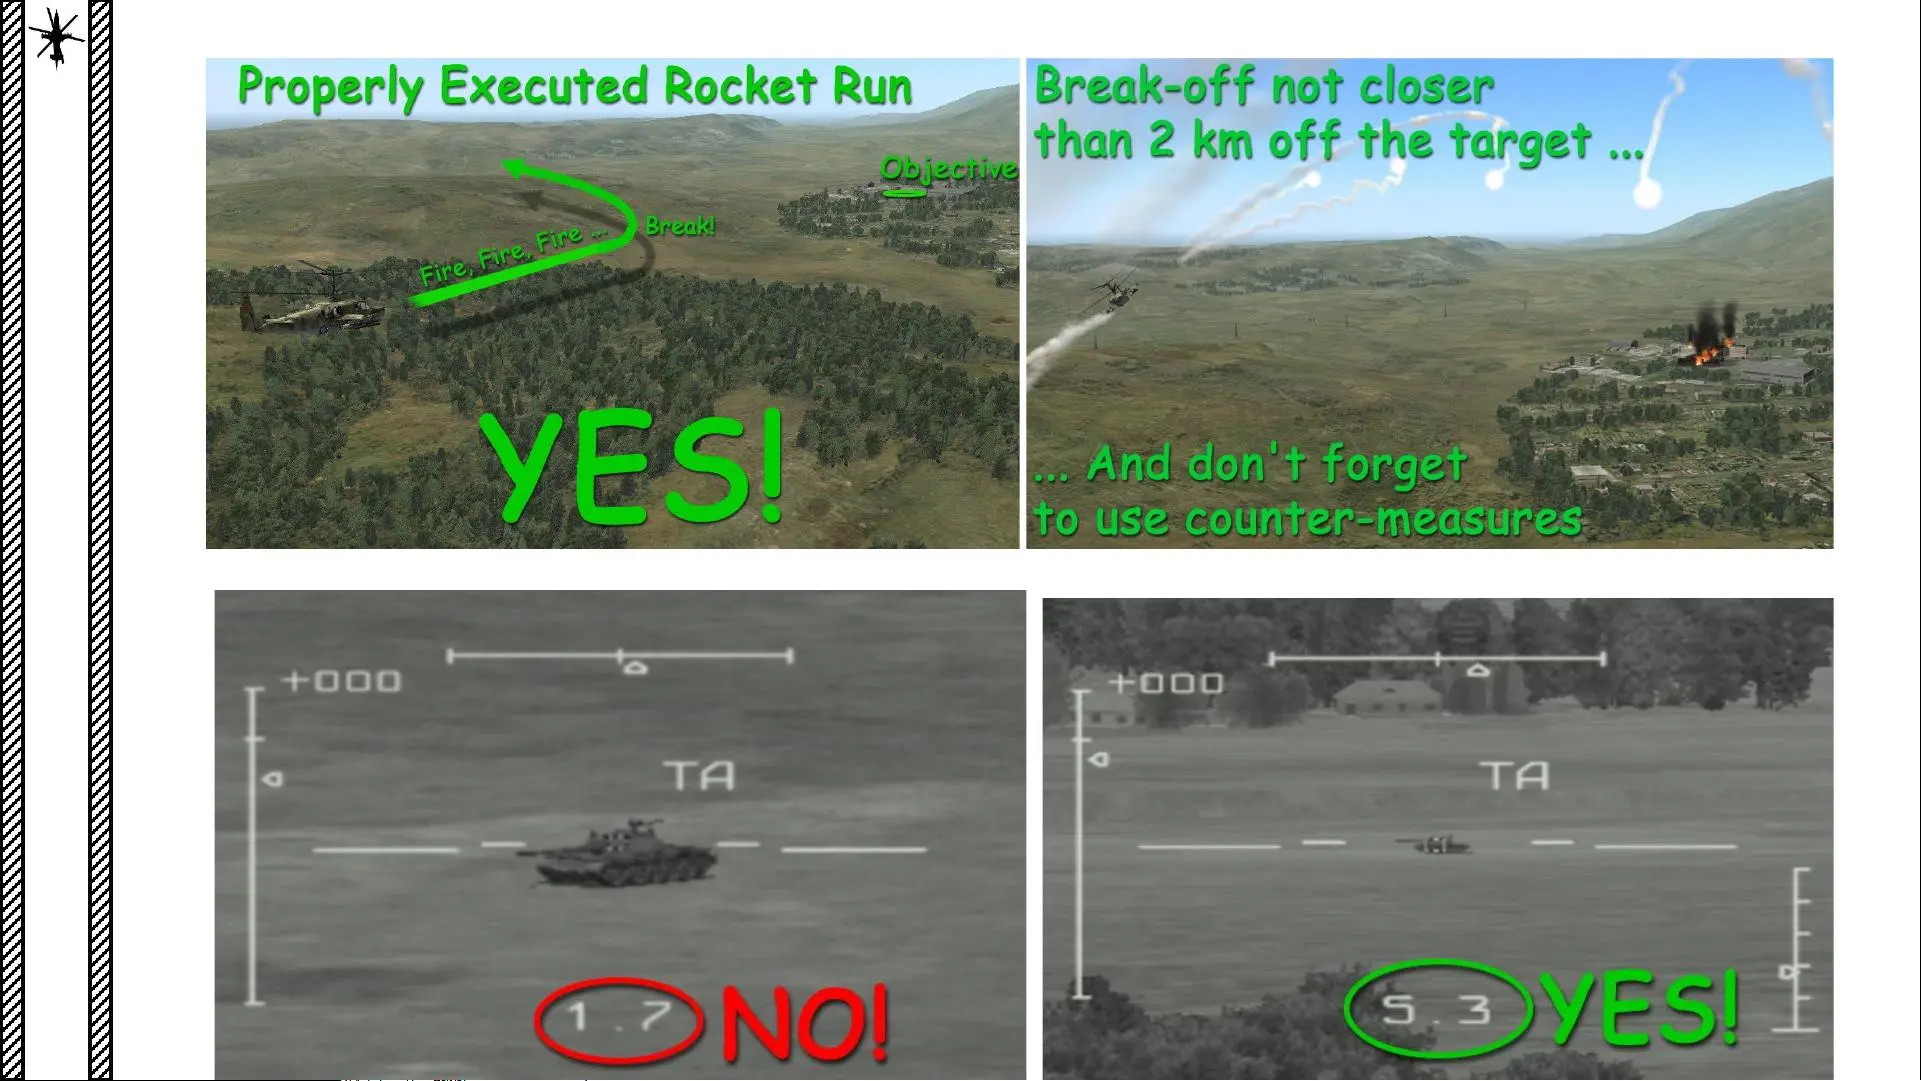 Properly Executed Rocket Run
Objective
Fire, Fire, Fire ...
Break!
YES!
Break-off not closer
than 2 km off the target ...
... And don't forget
to use counter-measures
+000
TA
1.7
NO!
+000
TA
5.3
YES!